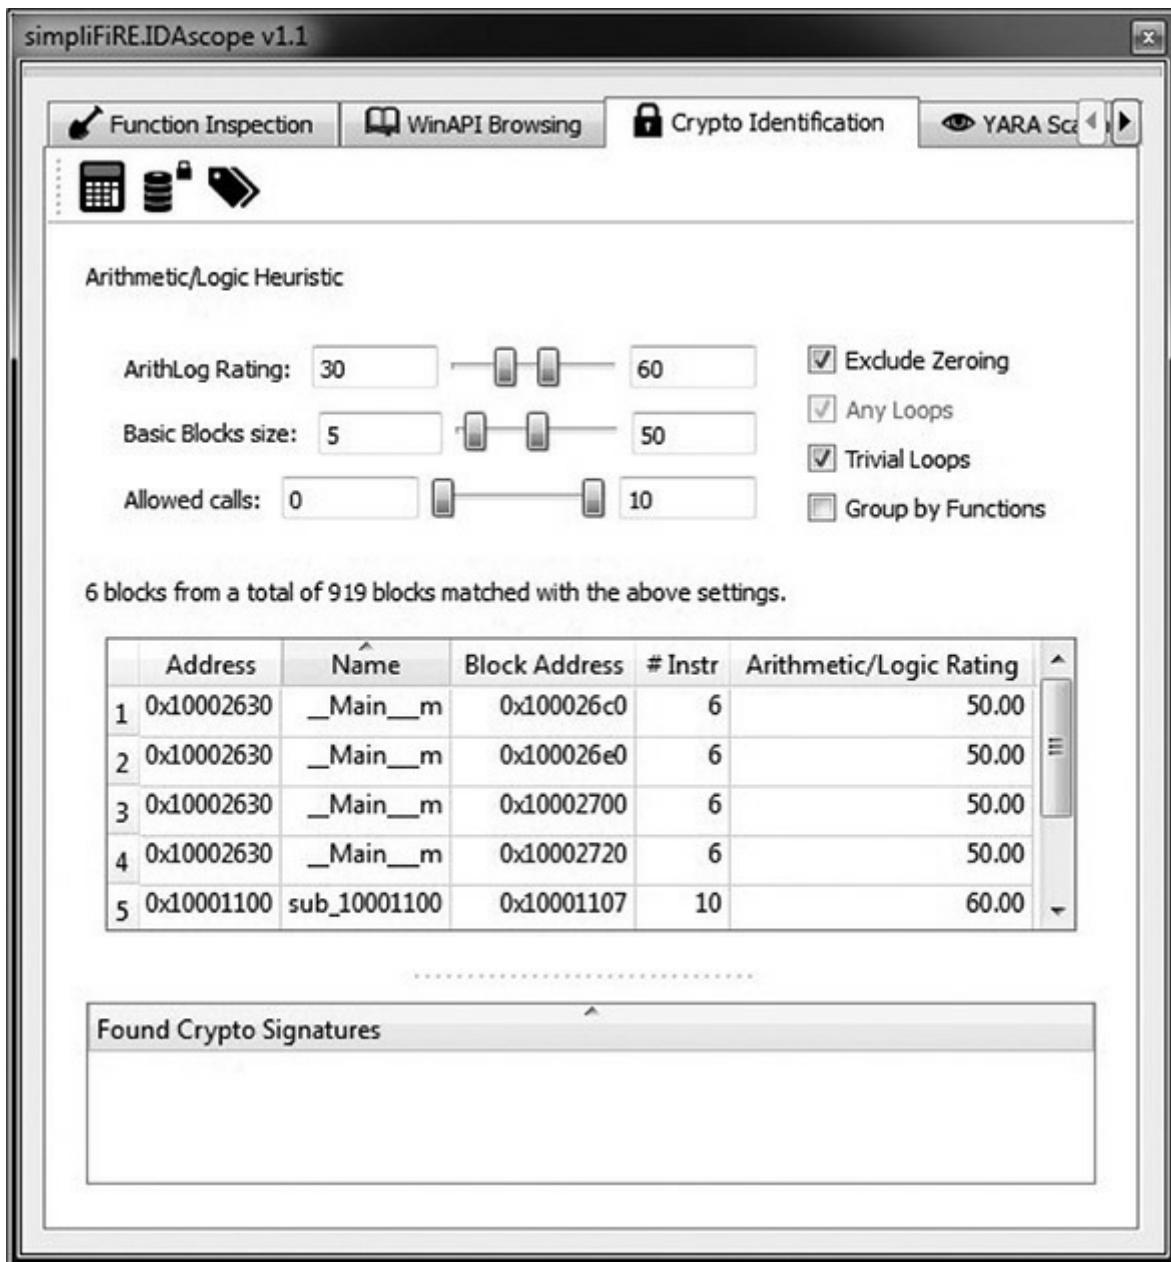 simpliFiRE.IDAscope v1.1
Function Inspection WinAPI Browsing Crypto Identification YARA
Arithmetic/Logic Heuristic
ArithLog Rating: 30 60 Exclude Zeroing
Any Loops
Basic Blocks size: 5 50
Trivial Loops
Allowed calls: 0 10 Group by Functions
6 blocks from a total of 919 blocks matched with the above settings.
Address Name Block Address # Instr Arithmetic/Logic Rating
1 0x10002630 __Main__m 0x100026c0 6 50.00
2 0x10002630 __Main__m 0x100026e0 6 50.00
3 0x10002630 __Main__m 0x10002700 6 50.00
4 0x10002630 __Main__m 0x10002720 6 50.00
5 0x10001100 sub_10001100 0x10001107 10 60.00
Found Crypto Signatures